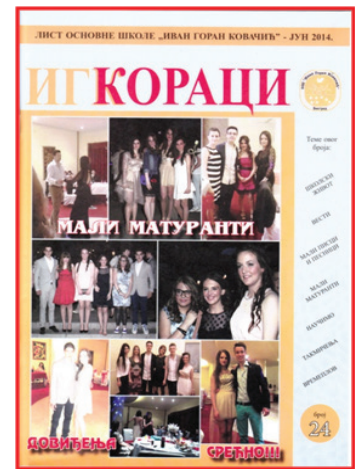 ЛИСТ ОСНОВНЕ ШКОЛЕ „ИВАН ГОРАН КОВАЧИЋ" - ЈУН 2014.
ИГКОРАЦИ
Теме овог
броја:
ШКОЛСКИ
ЖИВОТ
ВЕСТИ
МАЛИ ПИСЦИ
И ПЕСНИЦИ
МАЛИ
МАТУРАНТИ
НАУЧИМО
ТАКМИЧЕЊА
ВРЕМЕПЛОВ
број
24
МАЛИ МАТУРАНТИ
ДОВИЂЕЊА
СРЕЋНО!!!